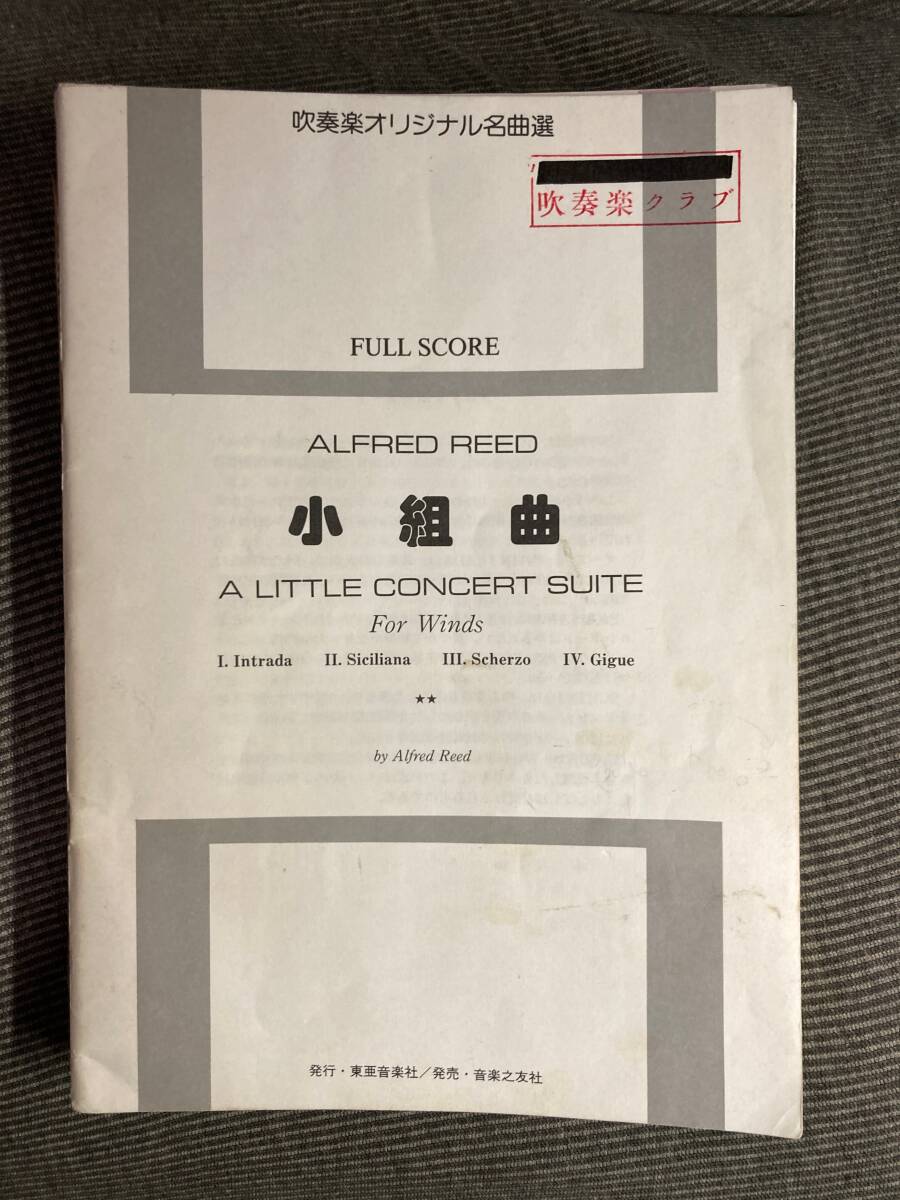 吹奏楽オリジナル名曲選
吹奏楽クラブ
FULL SCORE
ALFRED REED
小組曲
A LITTLE CONCERT SUITE
For Winds
I. Intrada II. Siciliana III. Scherzo IV. Gigue
★★
by Alfred Reed
発行・東亜音楽社/発売・音楽之友社